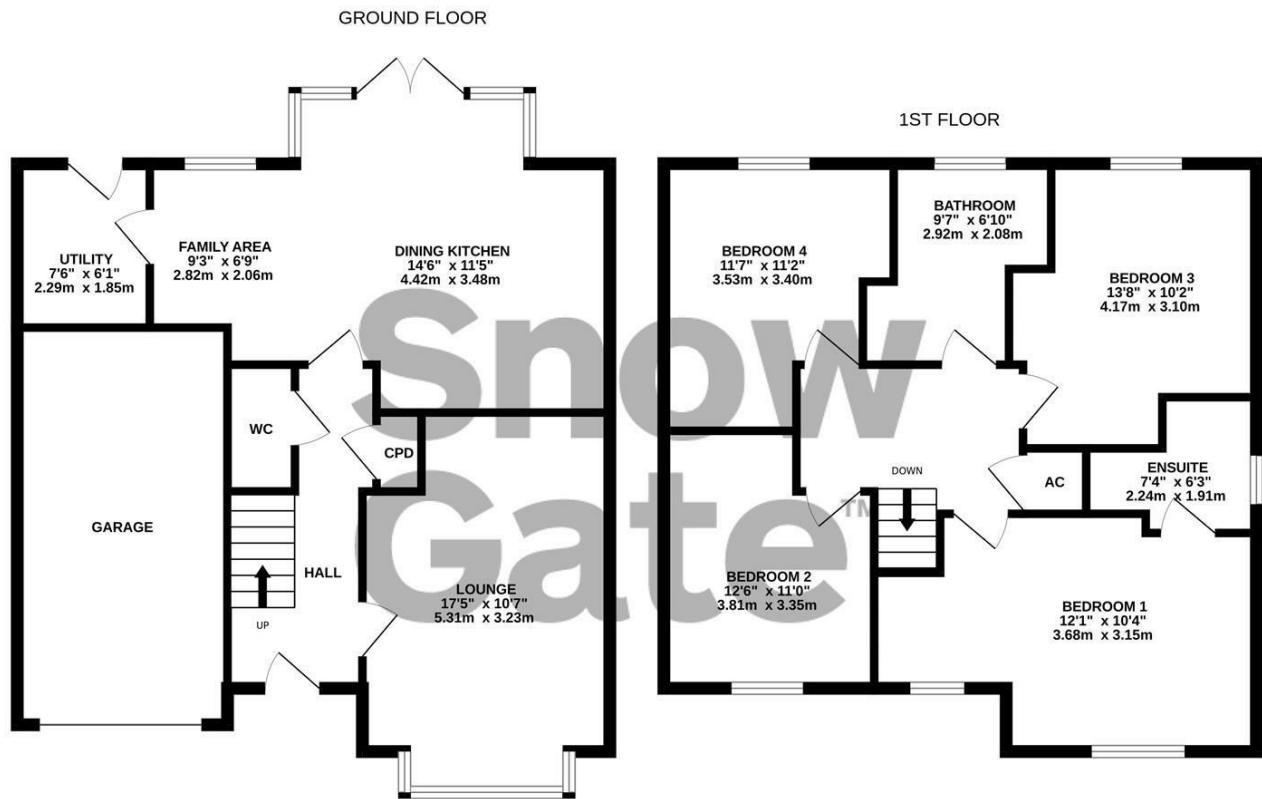 GROUND FLOOR
UTILITY
7'6" x 6'1"
2.29m x 1.85m
FAMILY AREA
9'3" x 6'9"
2.82m x 2.06m
DINING KITCHEN
14'6" x 11'5"
4.42m x 3.48m
WC
CPD
GARAGE
HALL
UP
LOUNGE
17'5" x 10'7"
5.31m x 3.23m
1ST FLOOR
BEDROOM 4
11'7" x 11'2"
3.53m x 3.40m
BATHROOM
9'7" x 6'10"
2.92m x 2.08m
BEDROOM 3
13'8" x 10'2"
4.17m x 3.10m
DOWN
AC
ENSUITE
7'4" x 6'3"
2.24m x 1.91m
BEDROOM 2
12'6" x 11'0"
3.81m x 3.35m
BEDROOM 1
12'1" x 10'4"
3.68m x 3.15m
Snow
Gate™